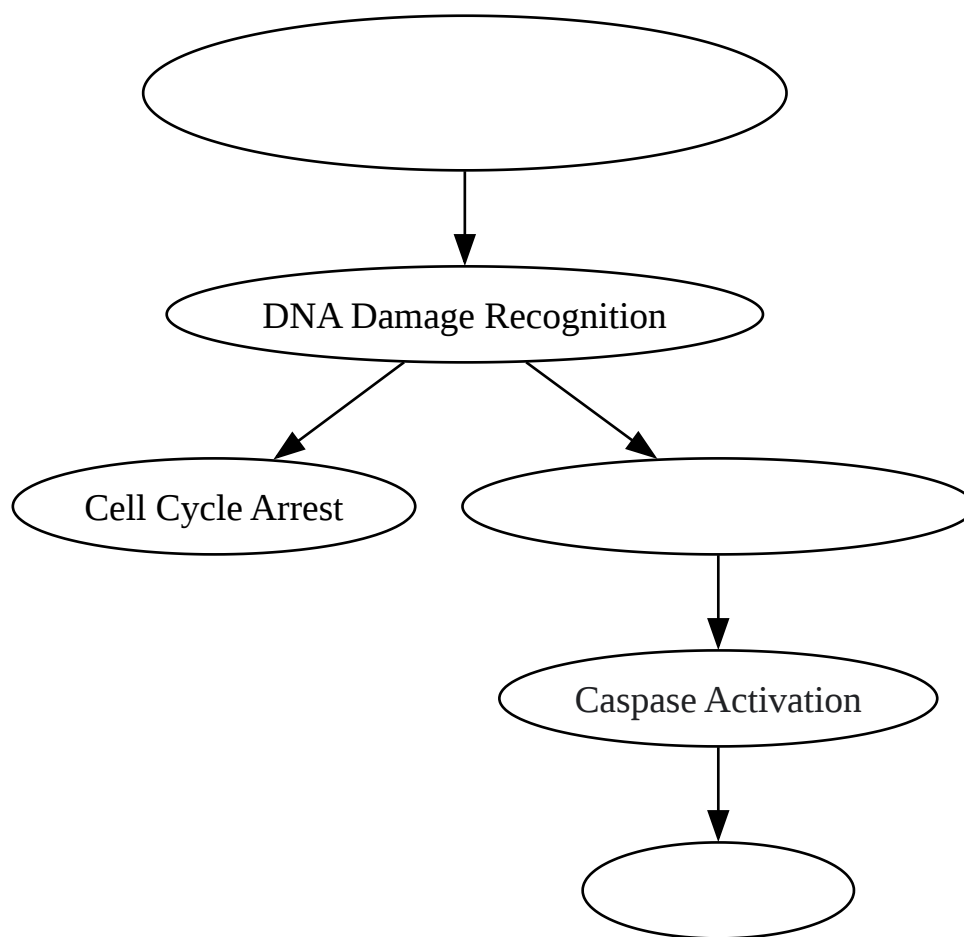 DNA Damage Recognition
Cell Cycle Arrest
Caspase Activation